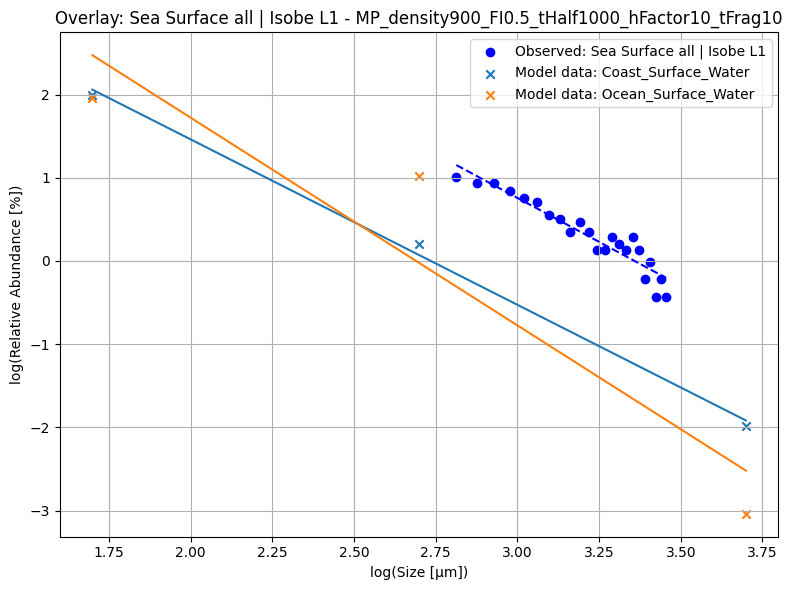 Overlay: Sea Surface all | Isobe L1 - MP_density900_FI0.5_tHalf1000_hFactor10_tFrag10
Observed: Sea Surface all | Isobe L1
Model data: Coast_Surface_Water
Model data: Ocean_Surface_Water
log(Relative Abundance [%])
2
1
0
−1
−2
−3
1.75 2.00 2.25 2.50 2.75 3.00 3.25 3.50 3.75
log(Size [µm])